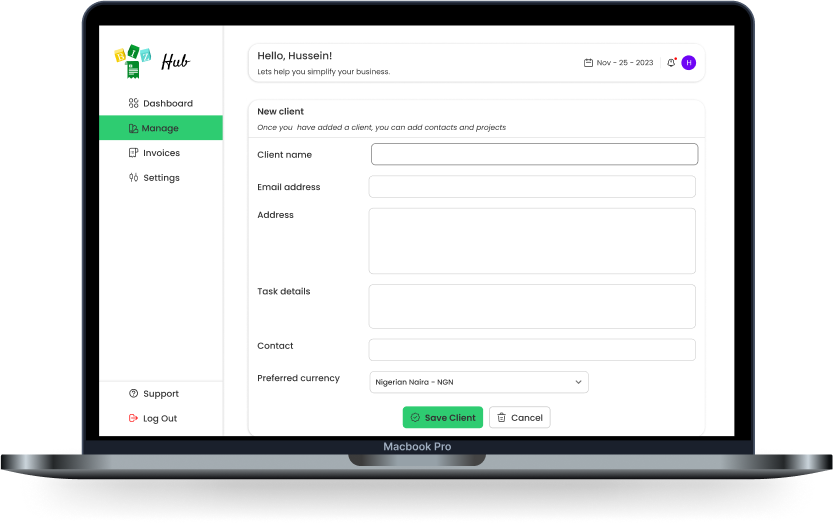 BIZ
Hub
Dashboard
Manage
Invoices
Settings
Support
Log Out
Hello, Hussein!
Lets help you simplify your business.
Nov - 25 - 2023
H
New client
Once you have added a client, you can add contacts and projects
Client name
Email address
Address
Task details
Contact
Preferred currency
Nigerian Naira - NGN
Save Client
Cancel
Macbook Pro